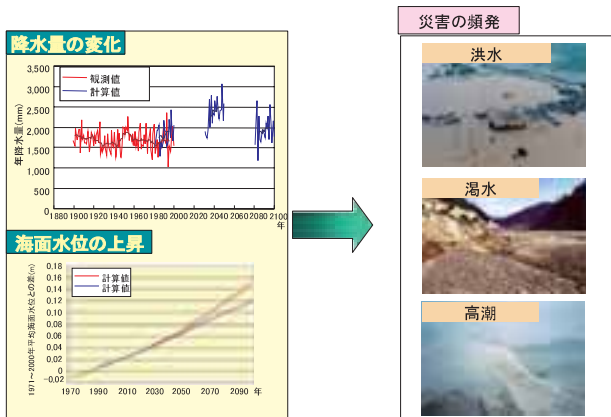 降水量の変化
3,500
3,000
2,500
2,000
1,500
1,000
500
0
年降水量(mm)
観測値
計算値
1880 1900 1920 1940 1960 1980 2000 2020 2040 2060 2080 2100
年
海面水位の上昇
0.18
0.16
0.14
0.12
0.10
0.08
0.06
0.04
0.02
0
-0.02
1971～2000年平均海面水位との差(m)
計算値
計算値
1970 1990 2010 2030 2050 2070 2090 年
災害の頻発
洪水
渇水
高潮